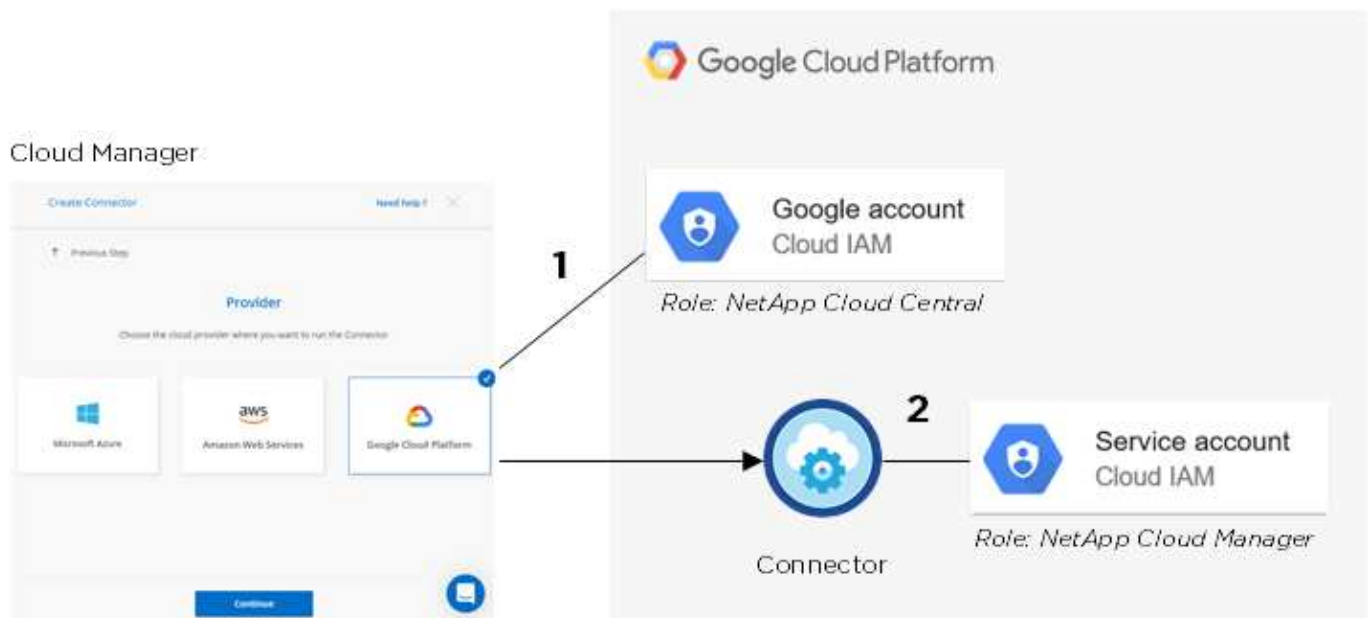 Google Cloud Platform
Cloud Manager
Create Connector
Need help ?
Previous Step
Provider
Choose the cloud provider where you want to run the Connector
Microsoft Azure
aws
Amazon Web Services
Google Cloud Platform
Continue
1
Google account
Cloud IAM
Role: NetApp Cloud Central
Connector
2
Service account
Cloud IAM
Role: NetApp Cloud Manager